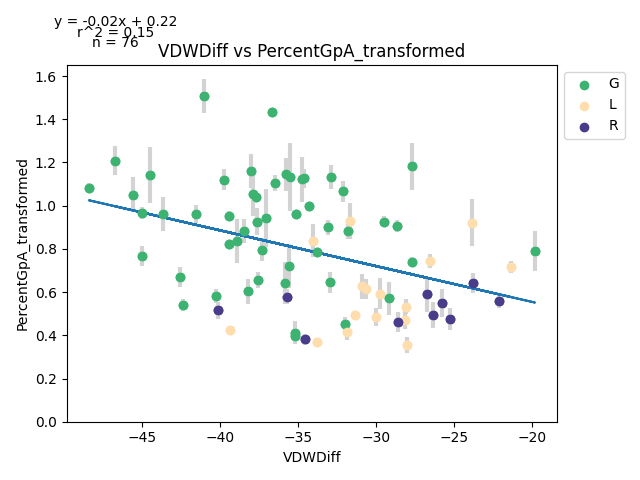 y = -0.02x + 0.22
r^2 = 0.15
n = 76
VDWDiff vs PercentGpA_transformed
G
L
R
1.6
1.4
1.2
1.0
0.8
0.6
0.4
0.2
0.0
PercentGpA_transformed
−45 −40 −35 −30 −25 −20
VDWDiff